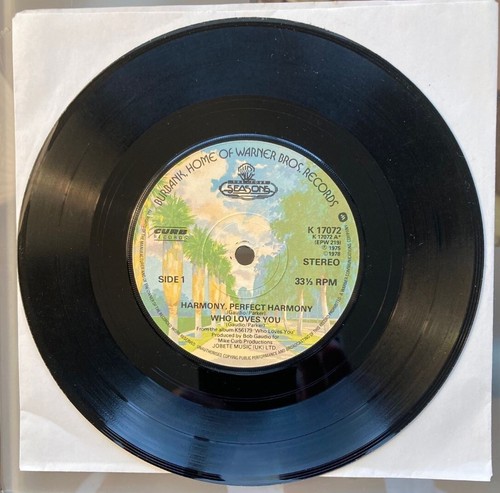 BURBANK, HOME OF WARNER BROS. RECORDS
THE FOUR
SEASONS
CURB
RECORDS
K 17072
K 17072 A
(EPW 219)
℗ 1975
STEREO
SIDE 1
33⅓ RPM
HARMONY, PERFECT HARMONY
(Gaudio/Parker)
WHO LOVES YOU
(Gaudio/Parker)
From the album K56179 'Who Loves You'
Produced by Bob Gaudio for
Mike Curb Productions
JOBETE MUSIC (UK) LTD.